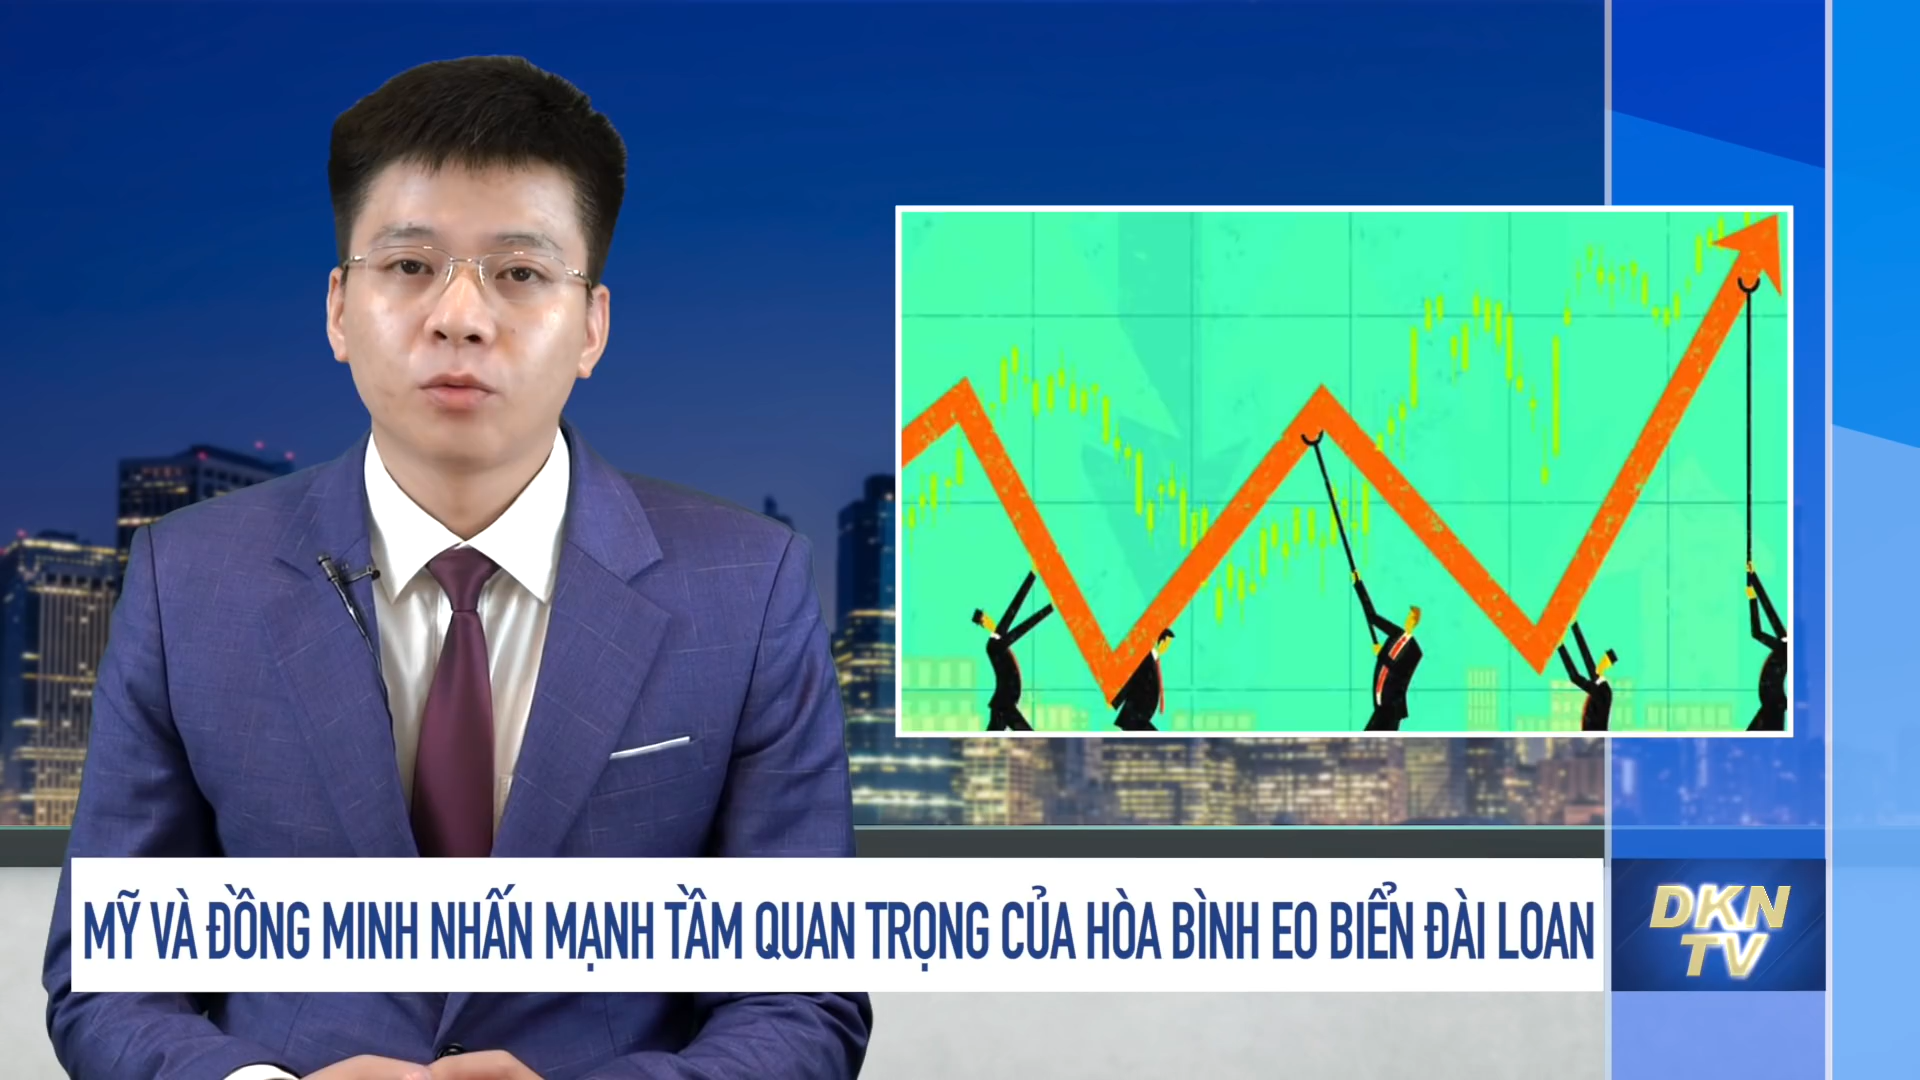 MỸ VÀ ĐỒNG MINH NHẤN MẠNH TẦM QUAN TRỌNG CỦA HÒA BÌNH EO BIỂN ĐÀI LOAN
DKN
TV